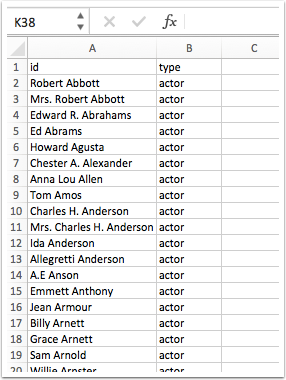 K38 fx
A B C
1 id type
2 Robert Abbott actor
3 Mrs. Robert Abbott actor
4 Edward R. Abrahams actor
5 Ed Abrams actor
6 Howard Agusta actor
7 Chester A. Alexander actor
8 Anna Lou Allen actor
9 Tom Amos actor
10 Charles H. Anderson actor
11 Mrs. Charles H. Anderson actor
12 Ida Anderson actor
13 Allegretti Anderson actor
14 A.E Anson actor
15 Emmett Anthony actor
16 Jean Armour actor
17 Billy Arnett actor
18 Grace Arnett actor
19 Sam Arnold actor
20 Willie Arnster actor